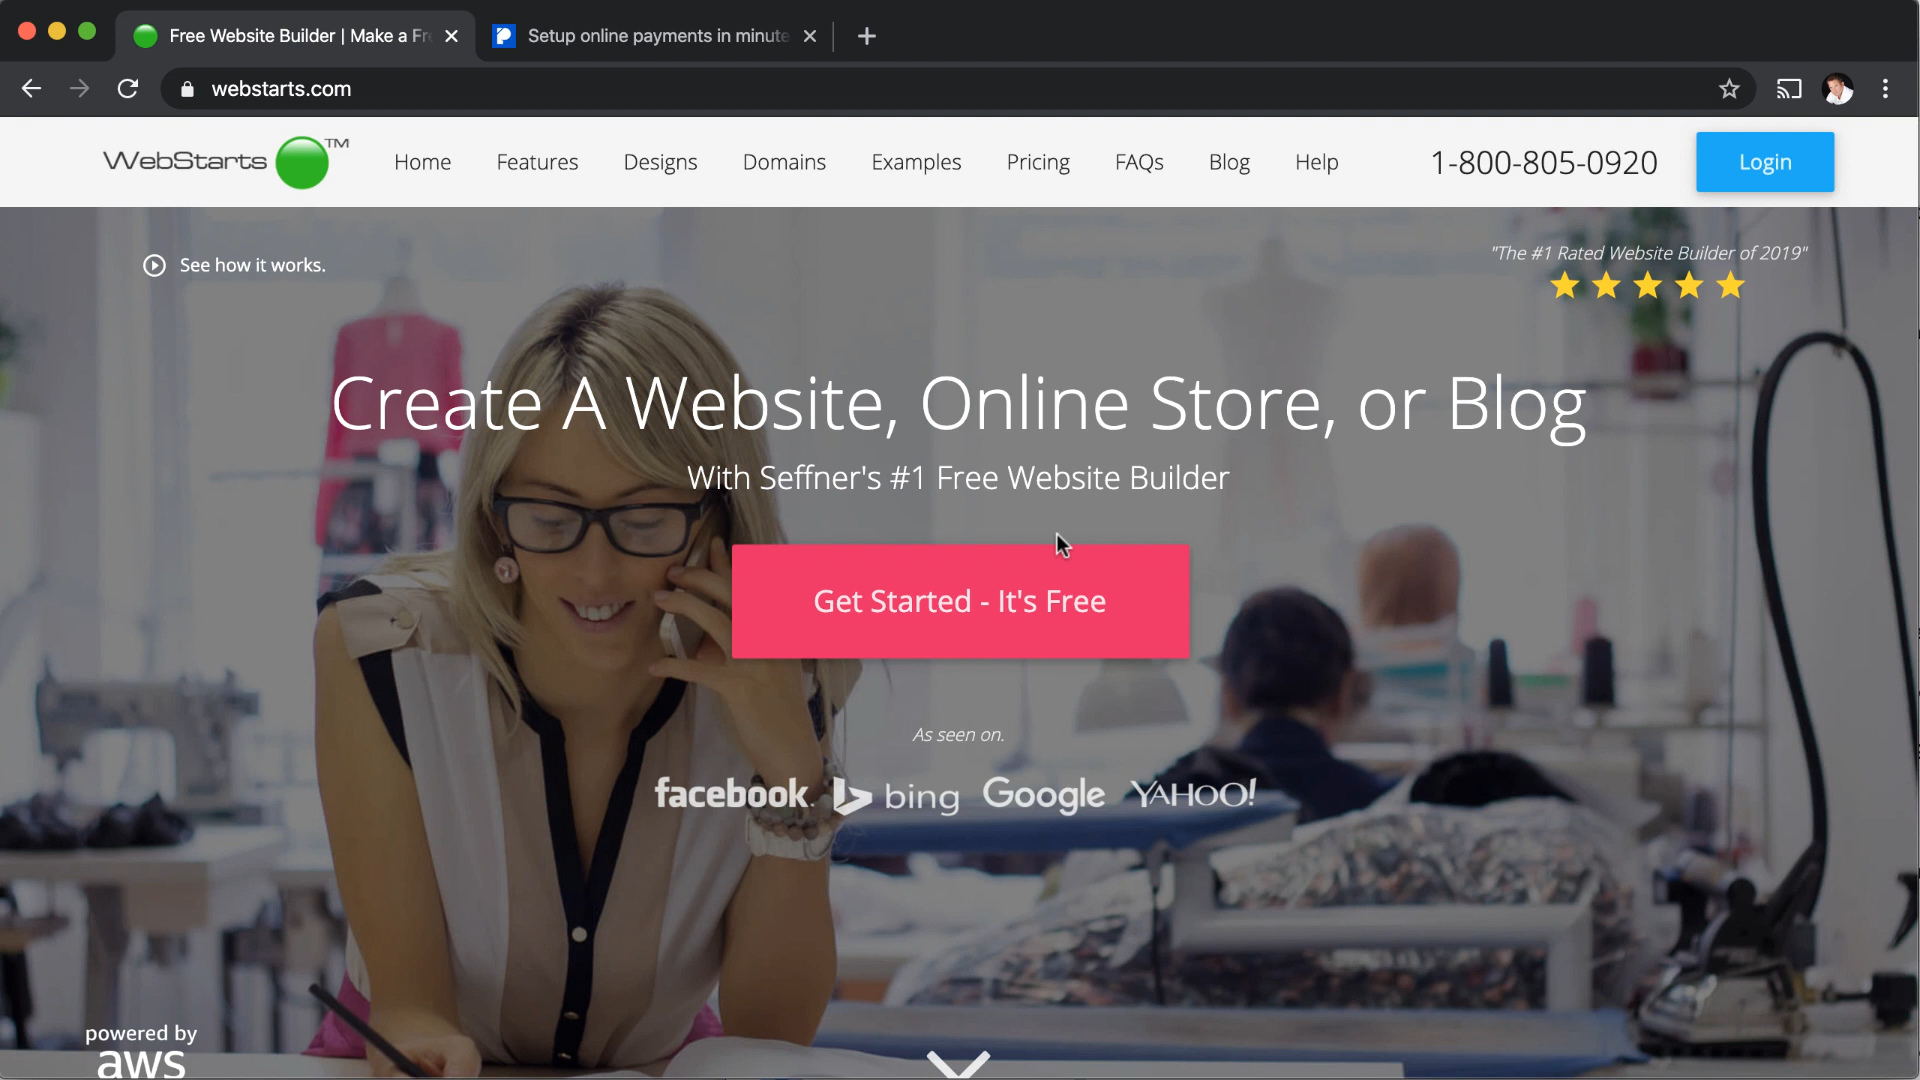 Free Website Builder | Make a Fr
Setup online payments in minute
webstarts.com
WebStarts TM
Home
Features
Designs
Domains
Examples
Pricing
FAQs
Blog
Help
1-800-805-0920
Login
See how it works.
"The #1 Rated Website Builder of 2019"
Create A Website, Online Store, or Blog
With Seffner's #1 Free Website Builder
Get Started - It's Free
As seen on.
facebook. bing Google YAHOO!
powered by
aws